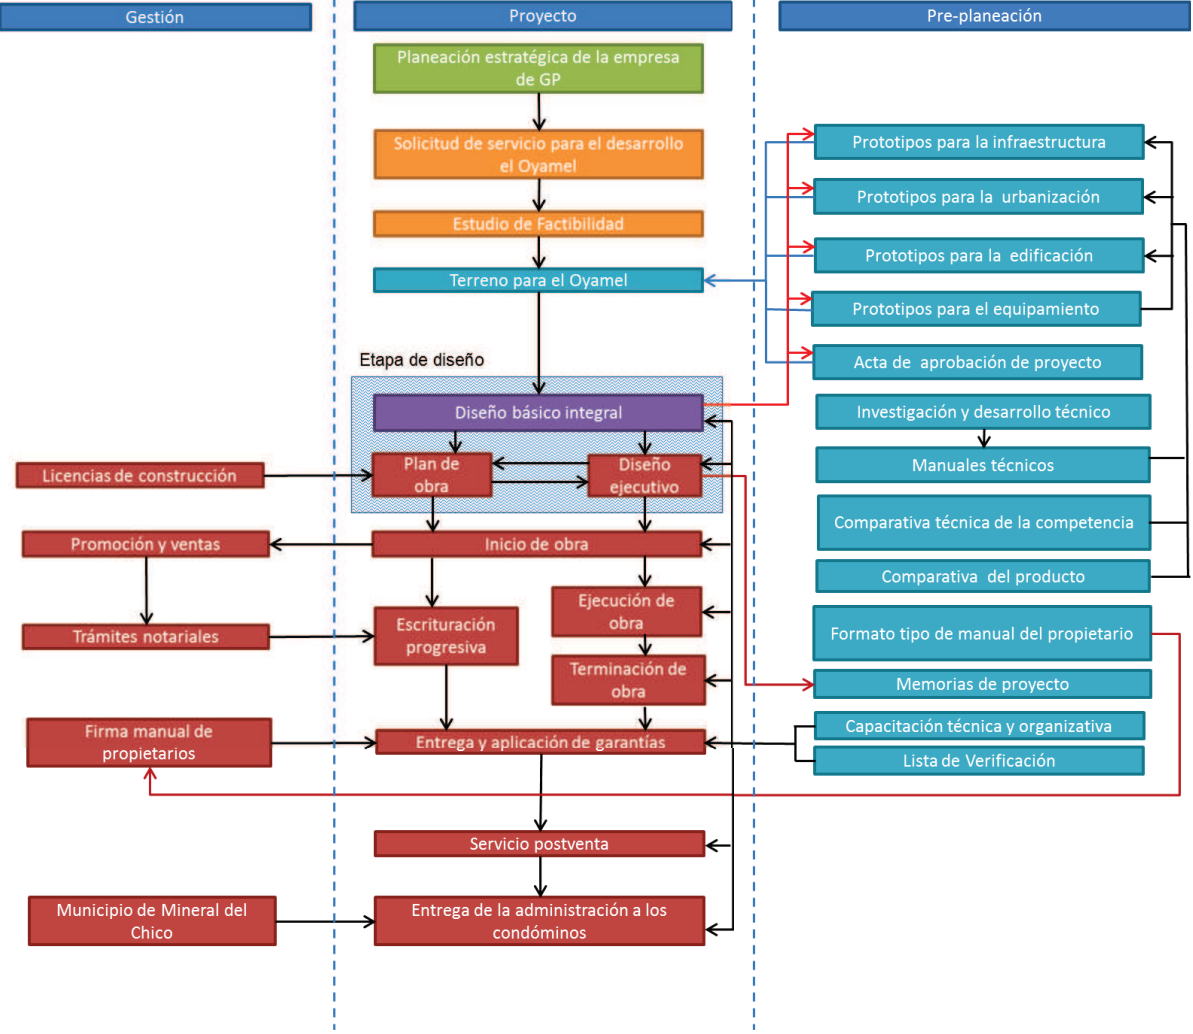 Gestión
Proyecto
Pre-planeación
Planeación estratégica de la empresa
de GP
Solicitud de servicio para el desarrollo
el Oyamel
Estudio de Factibilidad
Terreno para el Oyamel
Etapa de diseño
Diseño básico integral
Plan de
obra
Diseño
ejecutivo
Inicio de obra
Escrituración
progresiva
Ejecución de
obra
Terminación de
obra
Entrega y aplicación de garantías
Servicio postventa
Entrega de la administración a los
condóminos
Licencias de construcción
Promoción y ventas
Trámites notariales
Firma manual de
propietarios
Municipio de Mineral del
Chico
Prototipos para la infraestructura
Prototipos para la urbanización
Prototipos para la edificación
Prototipos para el equipamiento
Acta de aprobación de proyecto
Investigación y desarrollo técnico
Manuales técnicos
Comparativa técnica de la competencia
Comparativa del producto
Formato tipo de manual del propietario
Memorias de proyecto
Capacitación técnica y organizativa
Lista de Verificación